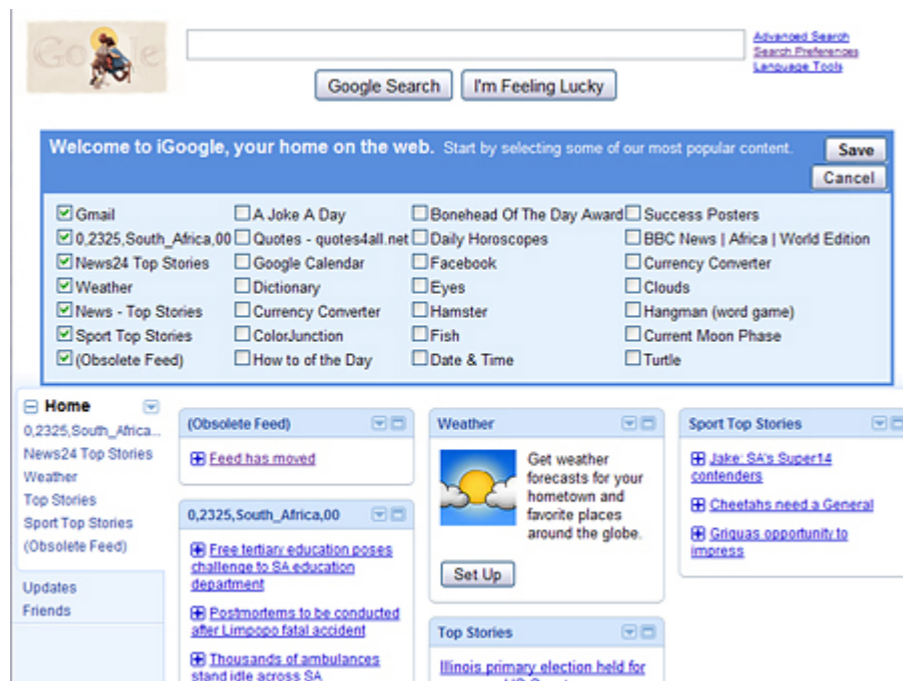 Google
Advanced Search
Search Preferences
Language Tools
Google Search
I'm Feeling Lucky
Welcome to iGoogle, your home on the web. Start by selecting some of our most popular content.
Save
Cancel
Gmail
A Joke A Day
Bonehead Of The Day Award
Success Posters
0,2325,South_Africa,00
Quotes - quotes4all.net
Daily Horoscopes
BBC News | Africa | World Edition
News24 Top Stories
Google Calendar
Facebook
Currency Converter
Weather
Dictionary
Eyes
Clouds
News - Top Stories
Currency Converter
Hamster
Hangman (word game)
Sport Top Stories
ColorJunction
Fish
Current Moon Phase
(Obsolete Feed)
How to of the Day
Date & Time
Turtle
Home
0,2325,South_Africa...
News24 Top Stories
Weather
Top Stories
Sport Top Stories
(Obsolete Feed)
Updates
Friends
(Obsolete Feed)
Feed has moved
0,2325,South_Africa,00
Free tertiary education poses
challenge to SA education
department
Postmortems to be conducted
after Limpopo fatal accident
Thousands of ambulances
stand idle across SA
Weather
Get weather
forecasts for your
hometown and
favorite places
around the globe.
Set Up
Top Stories
Illinois primary election held for
Sport Top Stories
Jake: SA's Super14
contenders
Cheetahs need a General
Griquas opportunity to
impress